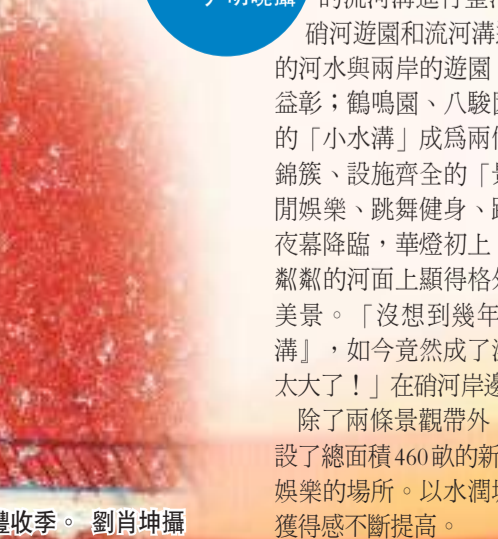 的流河溝進行整治
硝河遊園和流河溝
的河水與兩岸的遊園
益彰；鶴鳴園、八駿
的「小水溝」成爲兩
錦簇、設施齊全的「
閒娛樂、跳舞健身、
夜幕降臨，華燈初上
粼粼的河面上顯得格
美景。「沒想到幾年
溝』，如今竟然成了
太大了！」在硝河岸
除了兩條景觀帶外
設了總面積460畝的新
娛樂的場所。以水潤
獲得感不斷提高。
豐收季。 劉肖坤攝